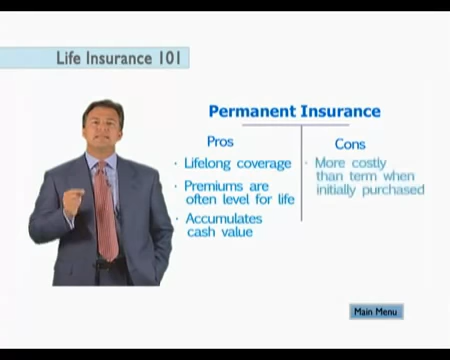 Life Insurance 101
Permanent Insurance
Pros
· Lifelong coverage
· Premiums are
often level for life
· Accumulates
cash value
Cons
· More costly
than term when
initially purchased
Main Menu